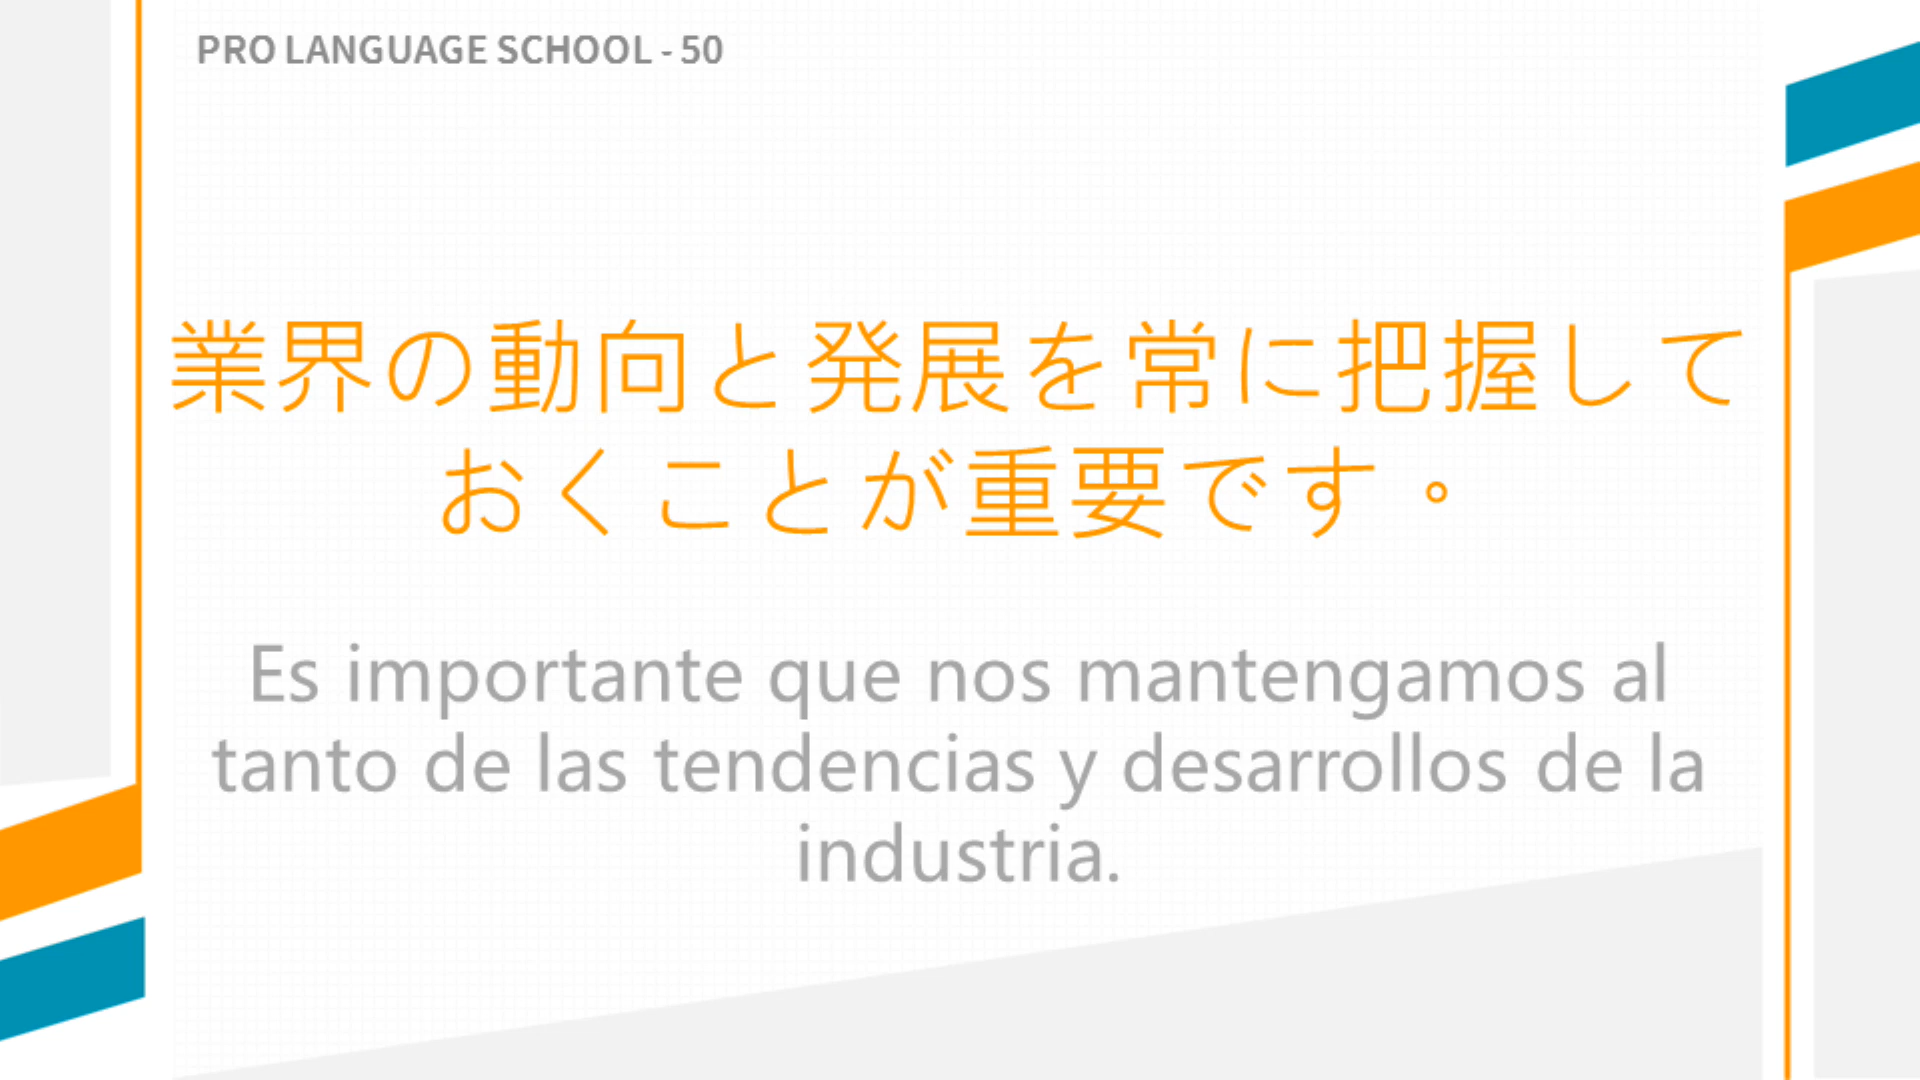 PRO LANGUAGE SCHOOL - 50
業界の動向と発展を常に把握して
おくことが重要です。
Es importante que nos mantengamos al
tanto de las tendencias y desarrollos de la
industria.